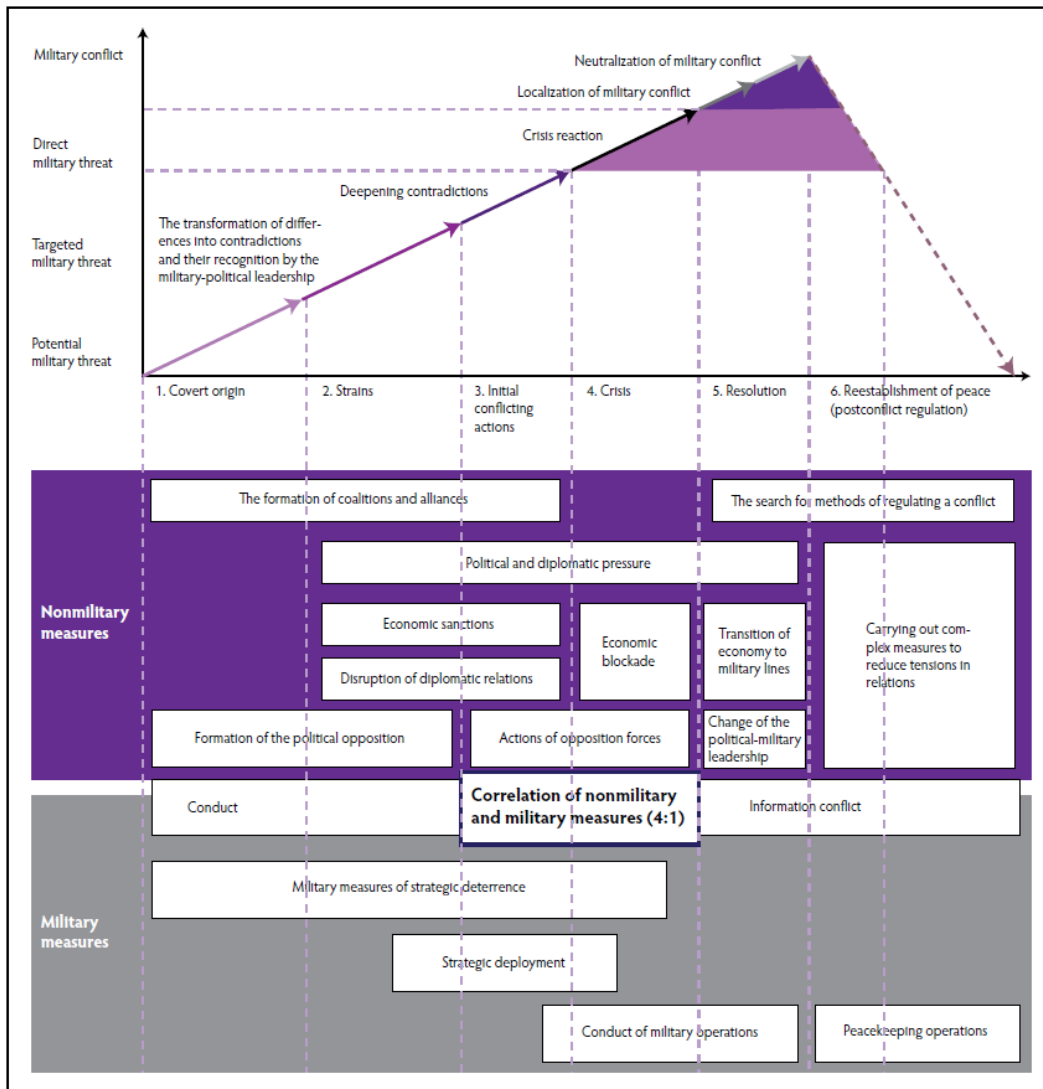 Military conflict
Neutralization of military conflict
Localization of military conflict
Crisis reaction
Direct
military threat
Deepening contradictions
The transformation of differ-
ences into contradictions
and their recognition by the
military-political leadership
Targeted
military threat
Potential
military threat
1. Covert origin
2. Strains
3. Initial
conflicting
actions
4. Crisis
5. Resolution
6. Reestablishment of peace
(postconflict regulation)
Nonmilitary
measures
The formation of coalitions and alliances
The search for methods of regulating a conflict
Political and diplomatic pressure
Economic sanctions
Disruption of diplomatic relations
Economic
blockade
Transition of
economy to
military lines
Carrying out com-
plex measures to
reduce tensions in
relations
Formation of the political opposition
Actions of opposition forces
Change of the
political-military
leadership
Conduct
Correlation of nonmilitary
and military measures (4:1)
Information conflict
Military
measures
Military measures of strategic deterrence
Strategic deployment
Conduct of military operations
Peacekeeping operations